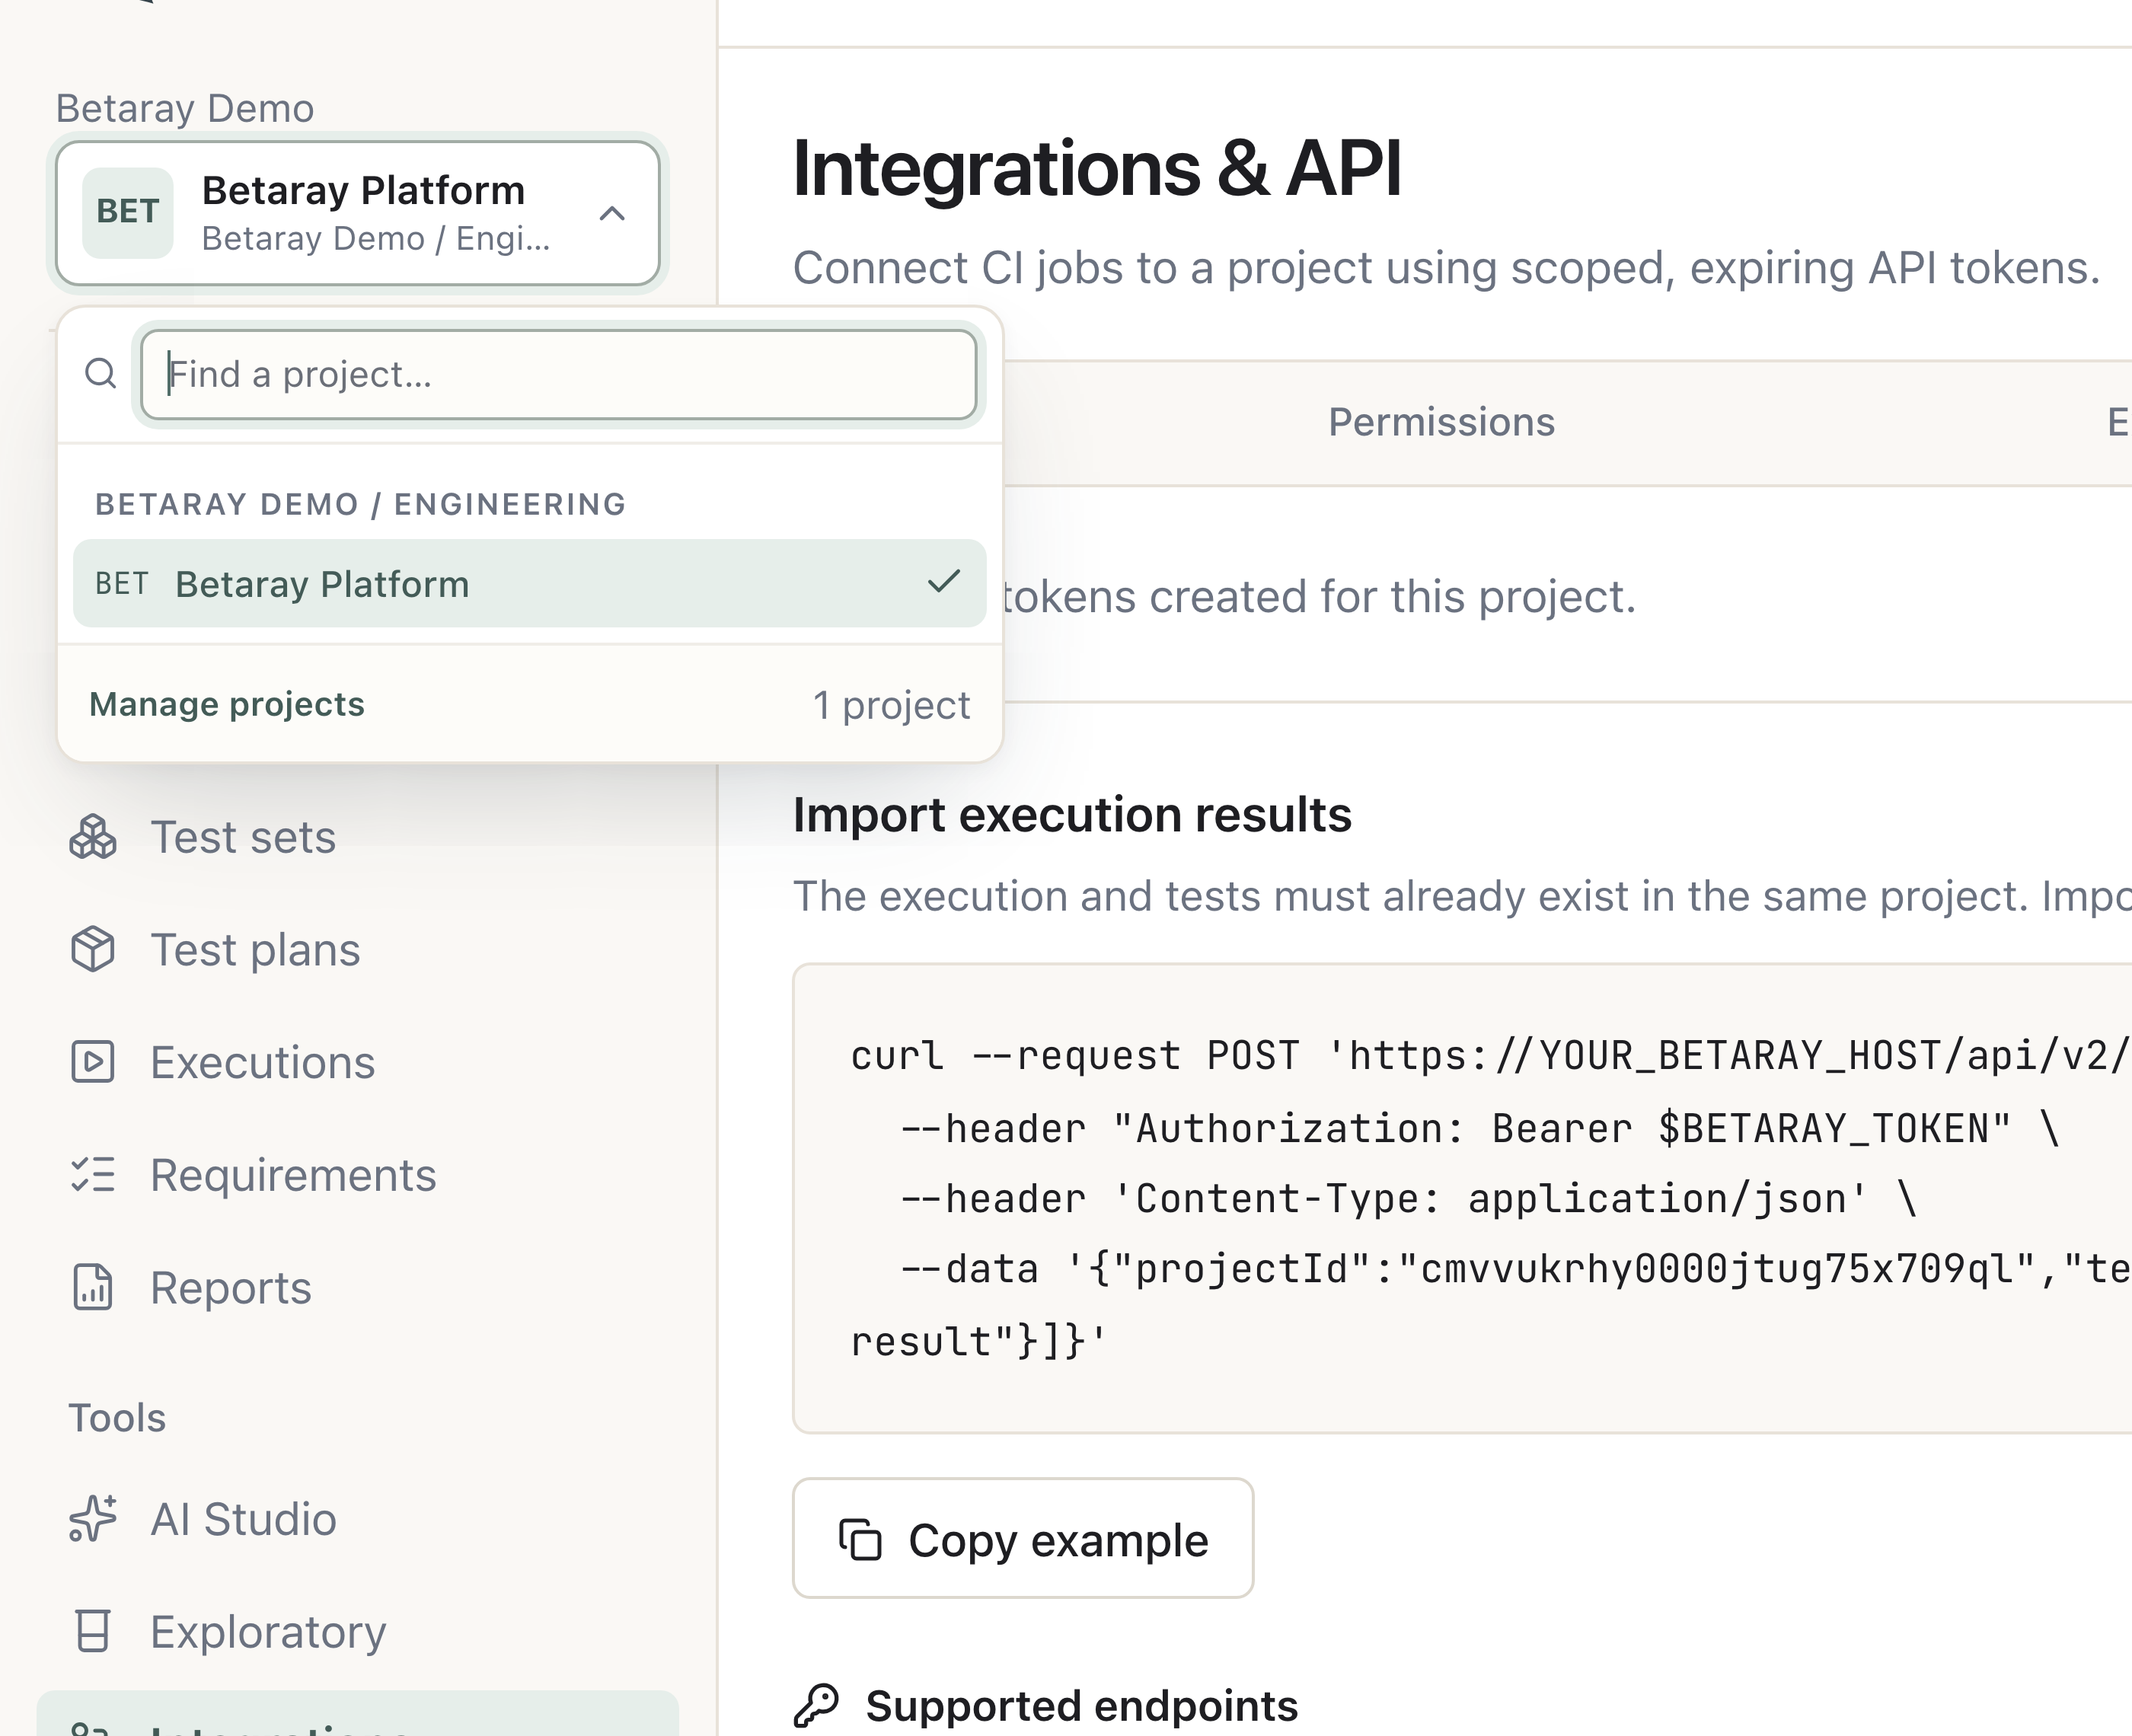 Betaray Demo
BET
Betaray Platform
Betaray Demo / Engi...
Find a project...
BETARAY DEMO / ENGINEERING
BET Betaray Platform
Manage projects
1 project
Test sets
Test plans
Executions
Requirements
Reports
Tools
AI Studio
Exploratory
Integrations & API
Connect CI jobs to a project using scoped, expiring API tokens.
Permissions
tokens created for this project.
Import execution results
The execution and tests must already exist in the same project.
curl --request POST 'https://YOUR_BETARAY_HOST/api/v2/
--header "Authorization: Bearer $BETARAY_TOKEN" \
--header 'Content-Type: application/json' \
--data '{"projectId":"cmvvukrhy0000jtug75x709ql","te
result"}]}'
Copy example
Supported endpoints